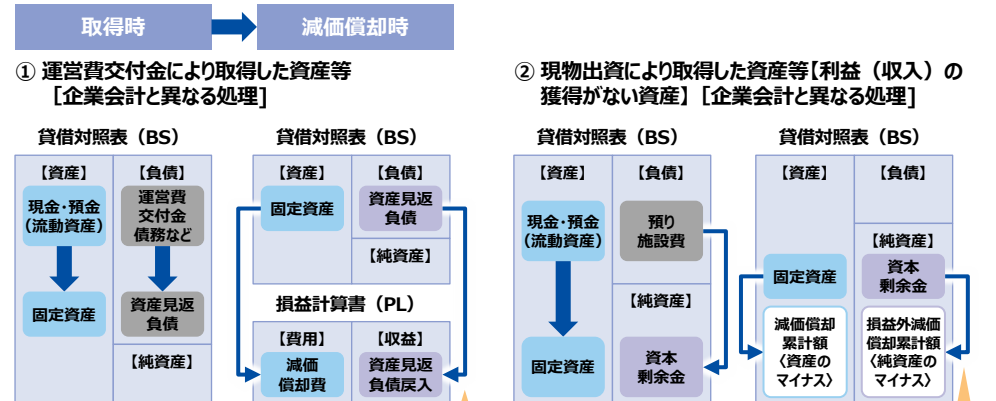 取得時
減価償却時
① 運営費交付金により取得した資産等
［企業会計と異なる処理］
貸借対照表（BS）
【資産】
【負債】
現金・預金
（流動資産）
運営費
交付金
債務など
固定資産
資産見返
負債
【純資産】
貸借対照表（BS）
【資産】
【負債】
固定資産
資産見返
負債
【純資産】
損益計算書（PL）
【費用】
【収益】
減価
償却費
資産見返
負債戻入
② 現物出資により取得した資産等【利益（収入）の
獲得がない資産】［企業会計と異なる処理］
貸借対照表（BS）
【資産】
【負債】
現金・預金
（流動資産）
預り
施設費
【純資産】
固定資産
資本
剰余金
貸借対照表（BS）
【資産】
【負債】
【純資産】
固定資産
資本
剰余金
減価償却
累計額
〈資産の
マイナス〉
損益外減価
償却累計額
〈純資産の
マイナス〉